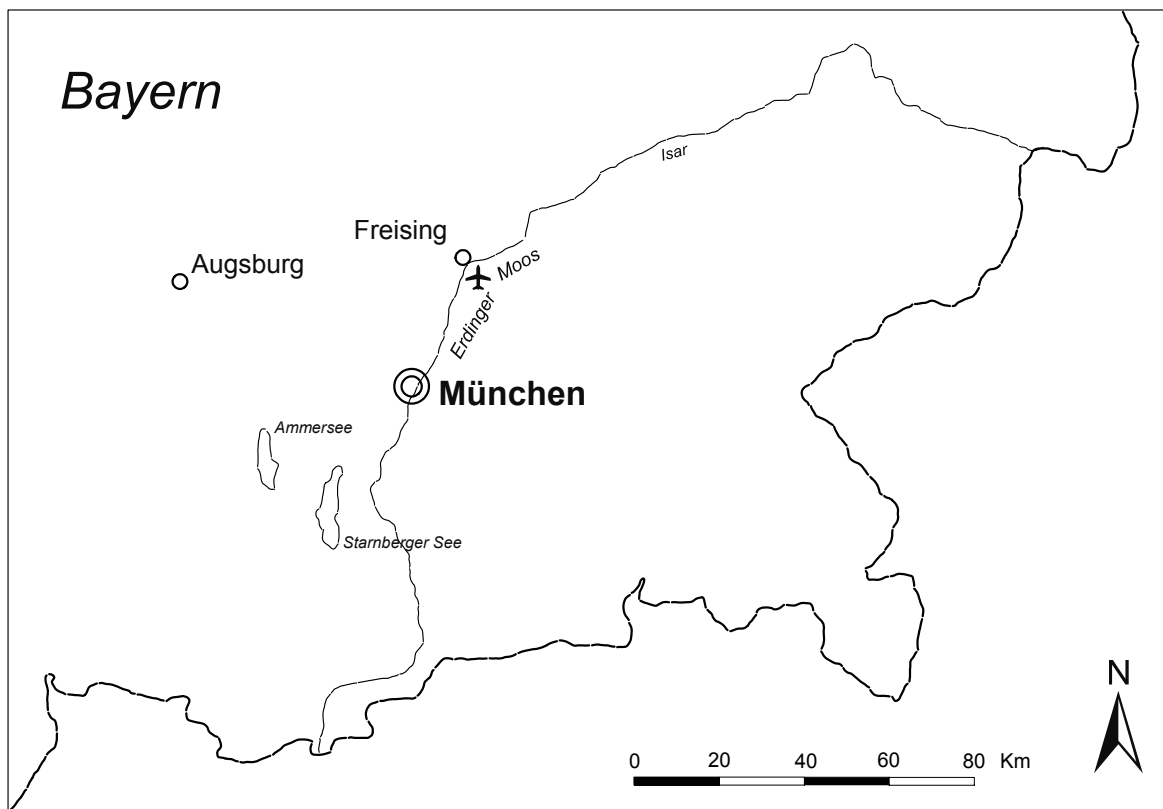 Bayern
Isar
Freising
Augsburg
Erdinger Moos
München
Ammersee
Starnberger See
N
0 20 40 60 80 Km